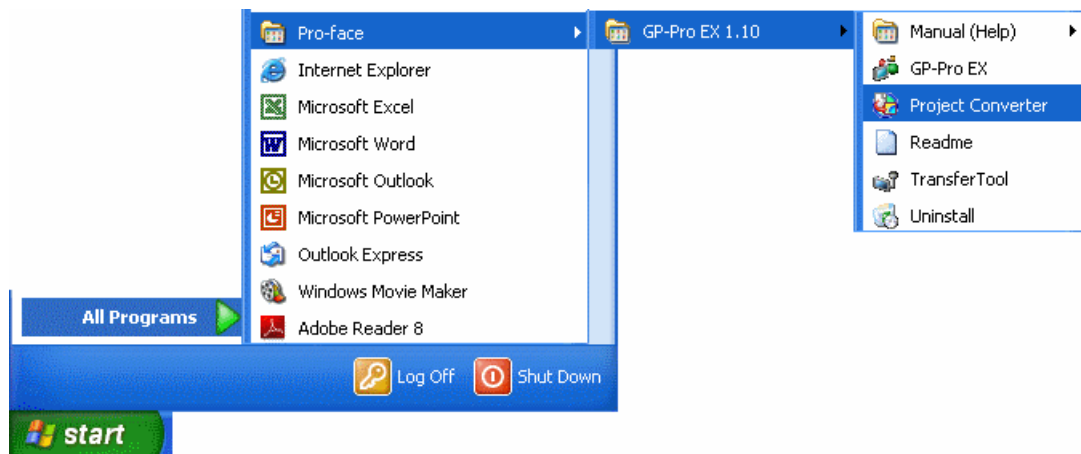 Pro-face
Internet Explorer
Microsoft Excel
Microsoft Word
Microsoft Outlook
Microsoft PowerPoint
Outlook Express
Windows Movie Maker
Adobe Reader 8
GP-Pro EX 1.10
Manual (Help)
GP-Pro EX
Project Converter
Readme
TransferTool
Uninstall
All Programs
Log Off
Shut Down
start